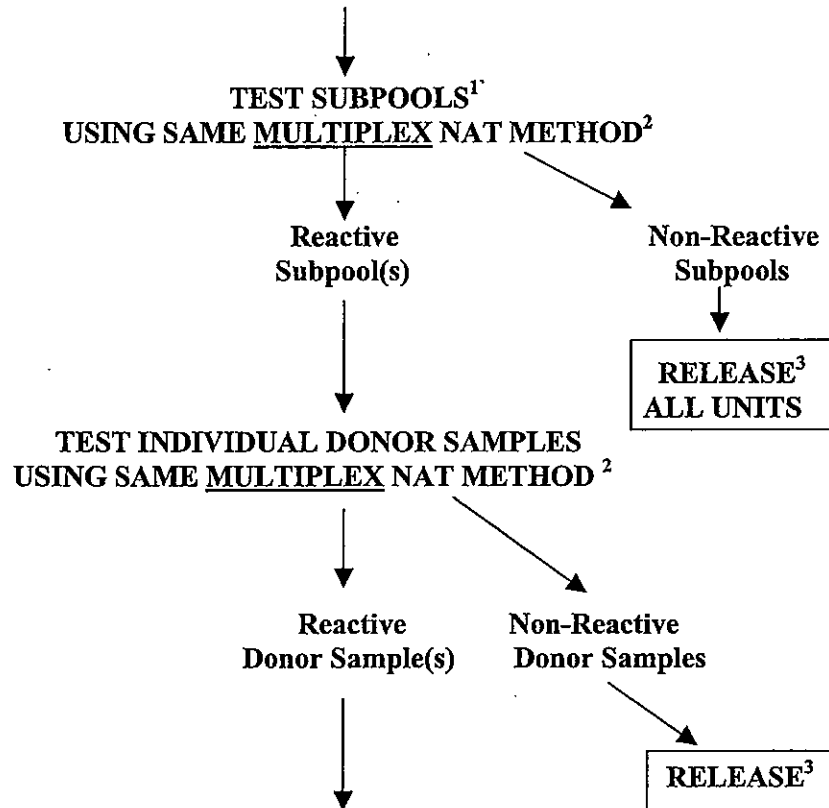 TEST SUBPOOLS¹`
USING SAME MULTIPLEX NAT METHOD²
Reactive
Subpool(s)
Non-Reactive
Subpools
RELEASE³
ALL UNITS
TEST INDIVIDUAL DONOR SAMPLES
USING SAME MULTIPLEX NAT METHOD ²
Reactive
Donor Sample(s)
Non-Reactive
Donor Samples
RELEASE³